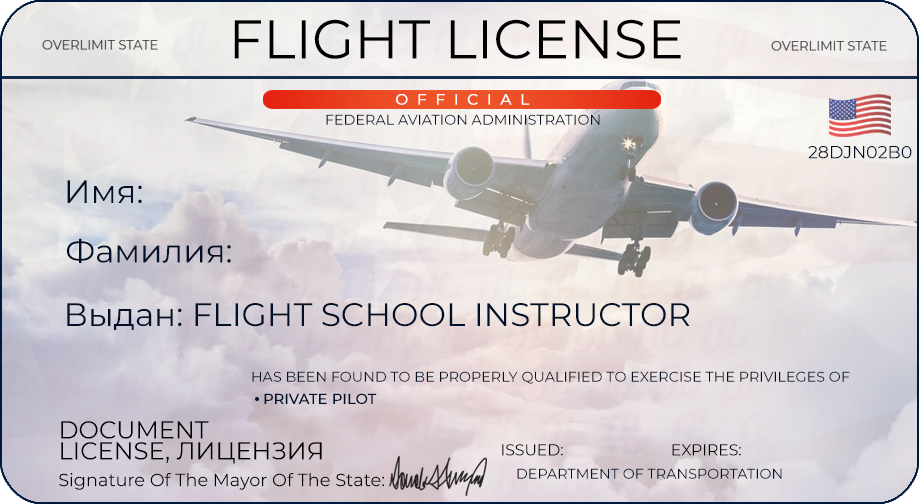 OVERLIMIT STATE
FLIGHT LICENSE
OVERLIMIT STATE
OFFICIAL
FEDERAL AVIATION ADMINISTRATION
28DJN02B0
Имя:
Фамилия:
Выдан: FLIGHT SCHOOL INSTRUCTOR
HAS BEEN FOUND TO BE PROPERLY QUALIFIED TO EXERCISE THE PRIVILEGES OF
• PRIVATE PILOT
DOCUMENT
LICENSE, ЛИЦЕНЗИЯ
Signature Of The Mayor Of The State:
ISSUED:
EXPIRES:
DEPARTMENT OF TRANSPORTATION